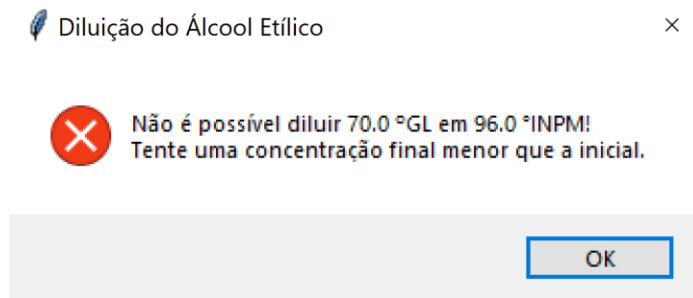 Diluição do Álcool Etílico
Não é possível diluir 70.0 ºGL em 96.0 °INPM!
Tente uma concentração final menor que a inicial.
OK